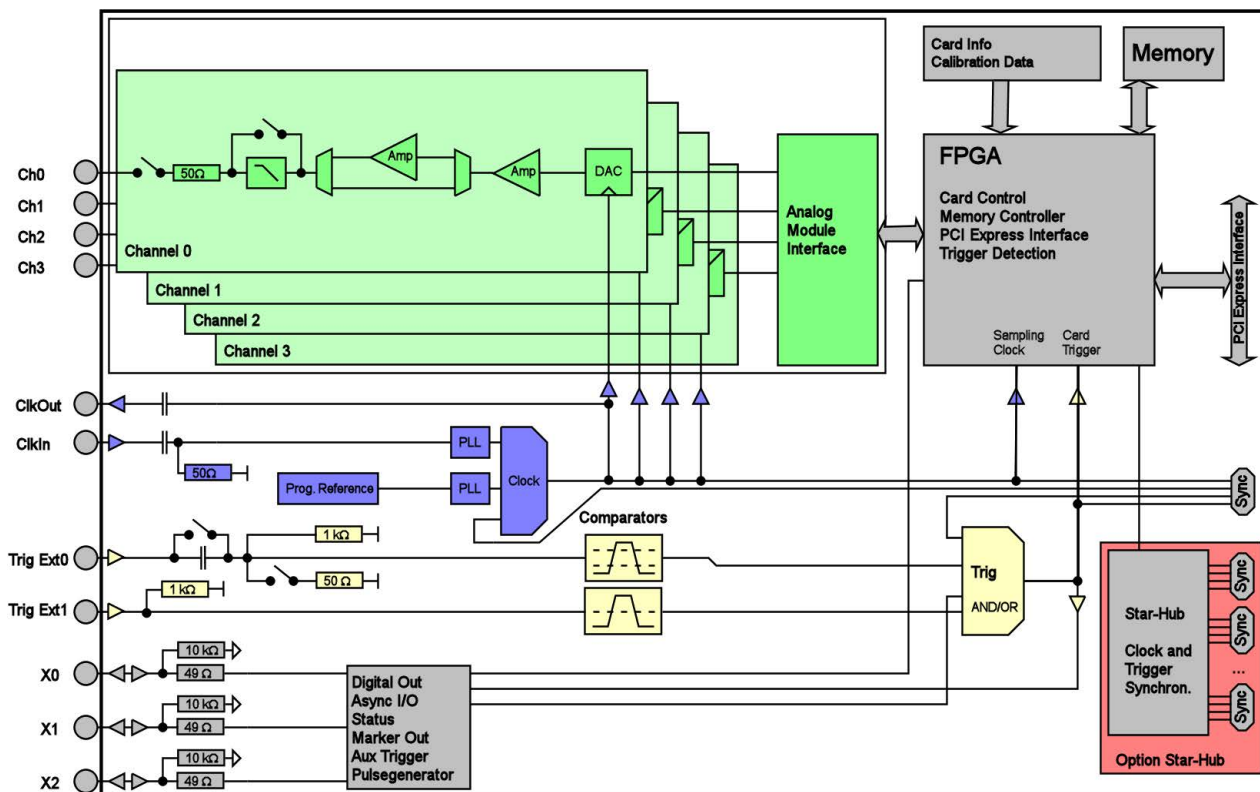 Card Info
Calibration Data
Memory
FPGA
Card Control
Memory Controller
PCI Express Interface
Trigger Detection
Sampling
Clock
Card
Trigger
PCI Express Interface
Analog
Module
Interface
Ch0
Ch1
Ch2
Ch3
50Ω
Amp
Amp
DAC
Channel 0
Channel 1
Channel 2
Channel 3
ClkOut
ClkIn
50Ω
PLL
Prog. Reference
PLL
Clock
Sync
Comparators
Trig Ext0
1 kΩ
50 Ω
Trig Ext1
1 kΩ
Trig
AND/OR
X0
10 kΩ
49 Ω
X1
10 kΩ
49 Ω
X2
10 kΩ
49 Ω
Digital Out
Async I/O
Status
Marker Out
Aux Trigger
Pulsegenerator
Star-Hub
Clock and
Trigger
Synchron.
Sync
Sync
...
Sync
Option Star-Hub